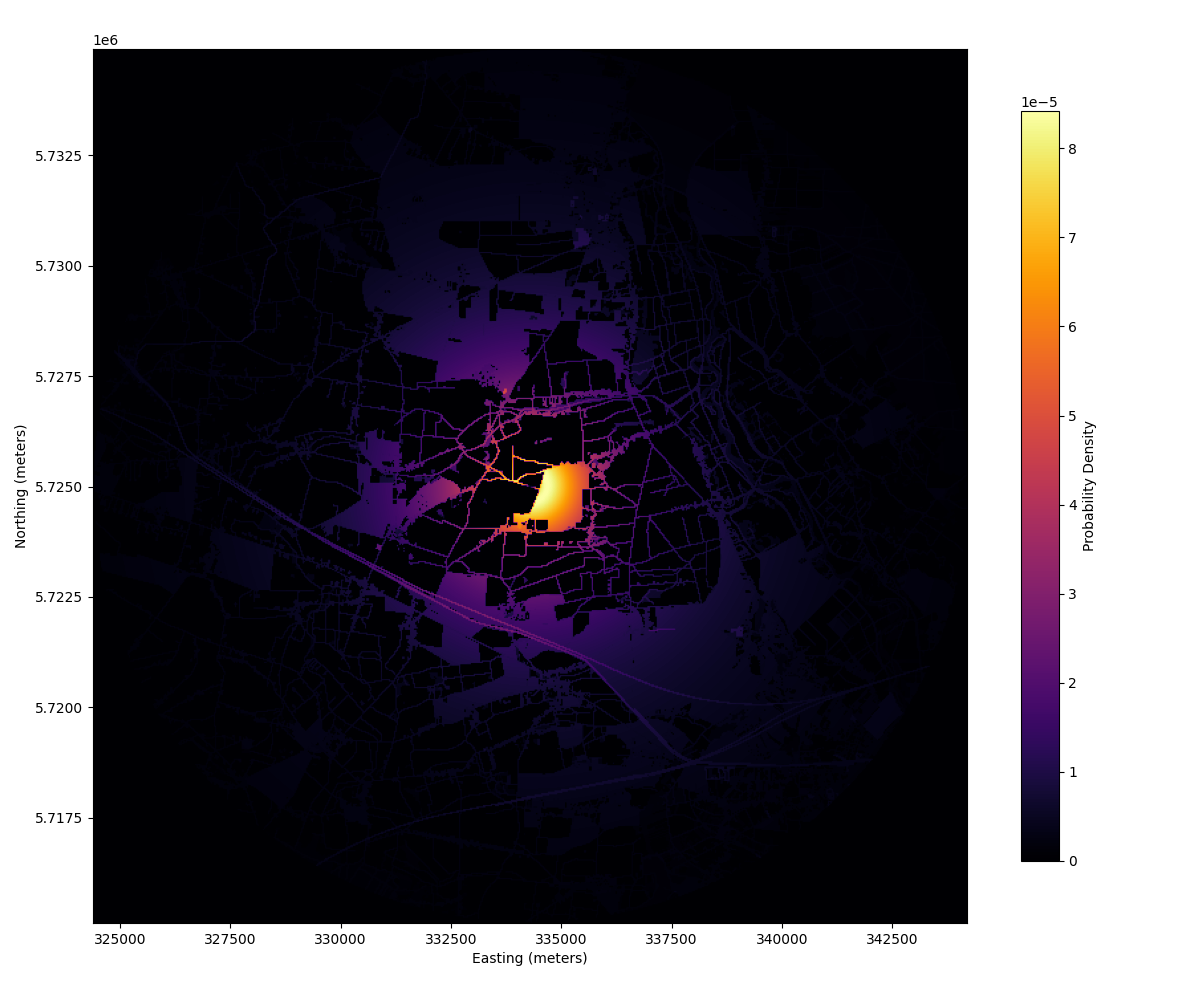 1e6
5.7325
5.7300
5.7275
5.7250
5.7225
5.7200
5.7175
Northing (meters)
325000 327500 330000 332500 335000 337500 340000 342500
Easting (meters)
1e−5
8
7
6
5
4
3
2
1
0
Probability Density